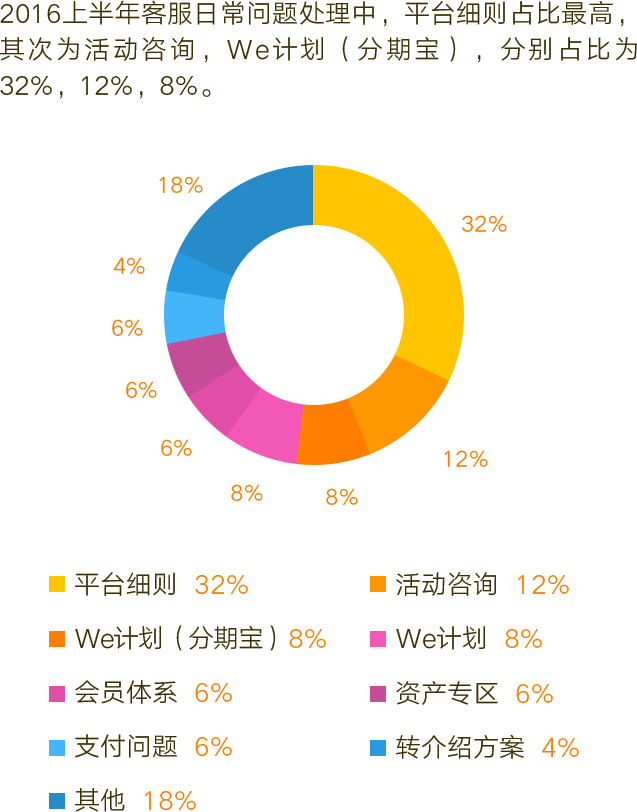 2016上半年客服日常问题处理中，平台细则占比最高，
其次为活动咨询，We计划（分期宝），分别占比为
32%，12%，8%。
18%
32%
4%
6%
6%
6%
12%
8%
8%
平台细则 32%
活动咨询 12%
We计划（分期宝）8%
We计划 8%
会员体系 6%
资产专区 6%
支付问题 6%
转介绍方案 4%
其他 18%